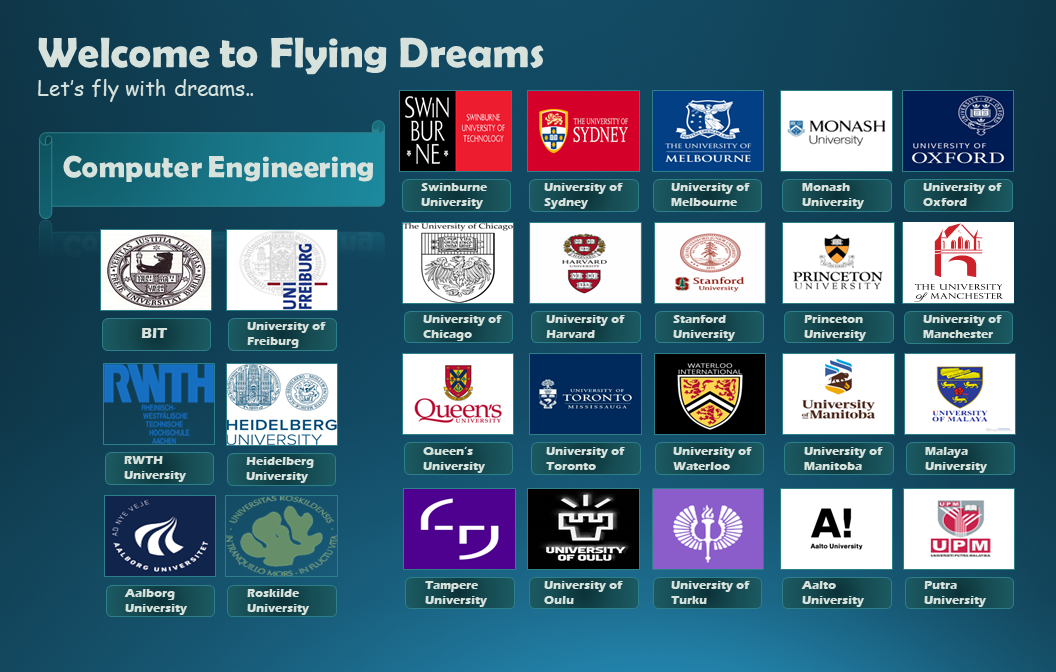 Welcome to Flying Dreams
Let's fly with dreams..
Computer Engineering
SWIN
BUR
NE
SWINBURNE
UNIVERSITY OF
TECHNOLOGY
THE UNIVERSITY OF
SYDNEY
THE UNIVERSITY OF
MELBOURNE
MONASH
University
UNIVERSITY OF
OXFORD
Swinburne
University
University of
Sydney
University of
Melbourne
Monash
University
University of
Oxford
The University of Chicago
HARVARD
UNIVERSITY
Stanford
University
PRINCETON
UNIVERSITY
THE UNIVERSITY
of MANCHESTER
University of
Chicago
University of
Harvard
Stanford
University
Princeton
University
University of
Manchester
UNI
FREIBURG
BIT
University of
Freiburg
Queen's
UNIVERSITY
UNIVERSITY OF
TORONTO
MISSISSAUGA
WATERLOO
INTERNATIONAL
University
of Manitoba
UNIVERSITY
OF MALAYA
Queen's
University
University of
Toronto
University of
Waterloo
University of
Manitoba
Malaya
University
RWTH
RHEINISCH-
WESTFÄLISCHE
TECHNISCHE
HOCHSCHULE
AACHEN
HEIDELBERG
UNIVERSITY
RWTH
University
Heidelberg
University
UNIVERSITY
OF OULU
A!
Aalto University
UPM
UPM
Tampere
University
University of
Oulu
University of
Turku
Aalto
University
Putra
University
AD NYE VEJE
AALBORG UNIVERSITET
UNIVERSITAS ROSKILDENSIS
IN TRANQUILLO MORS - IN FLUCTU VITA
Aalborg
University
Roskilde
University